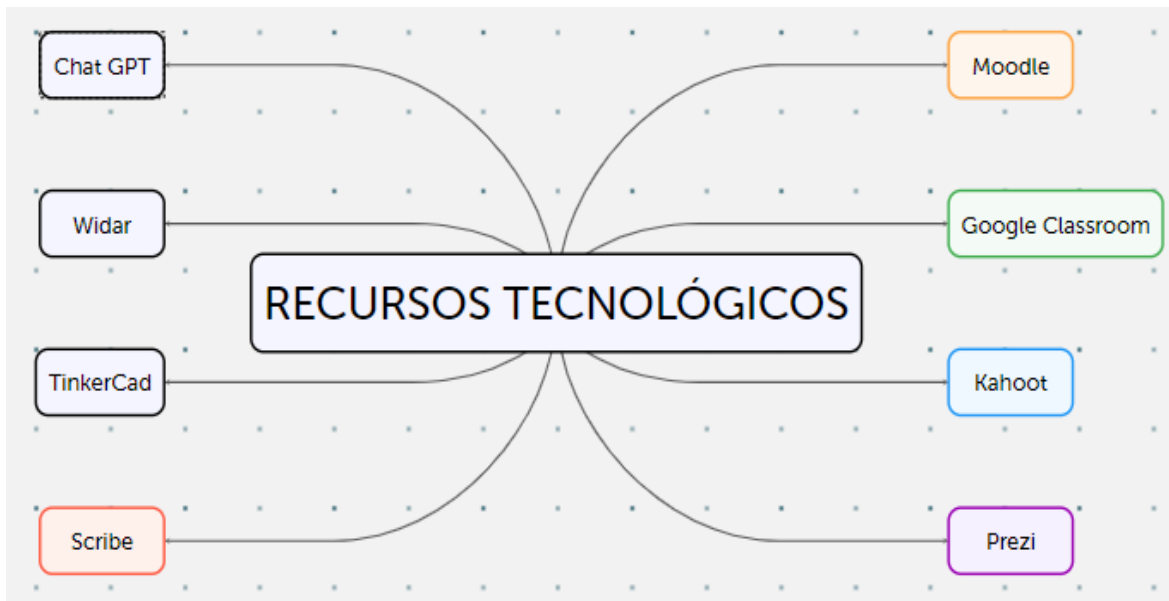 Chat GPT
Moodle
Widar
Google Classroom
RECURSOS TECNOLÓGICOS
TinkerCad
Kahoot
Scribe
Prezi